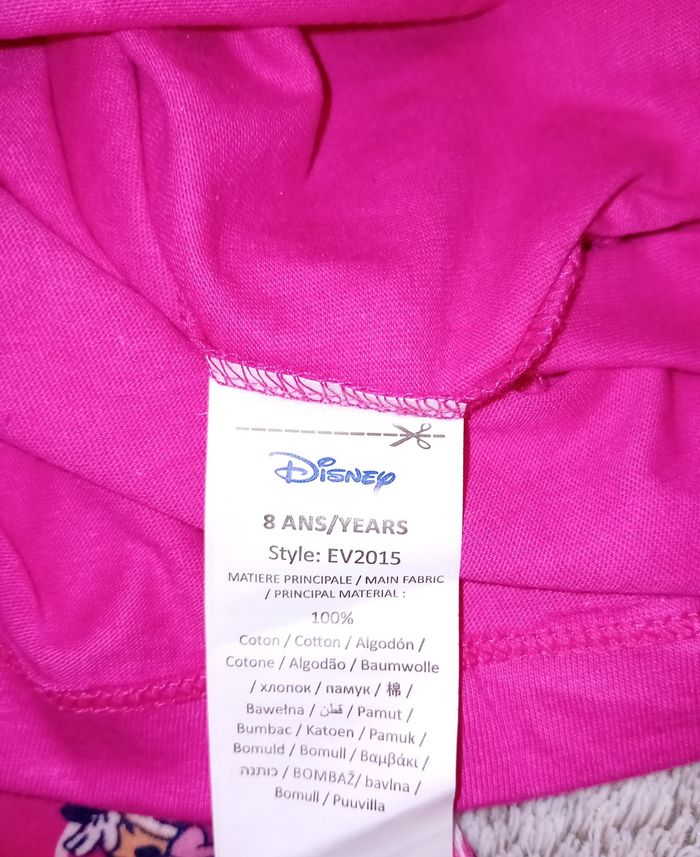 Disney
8 ANS/YEARS
Style: EV2015
MATIERE PRINCIPALE / MAIN FABRIC
/ PRINCIPAL MATERIAL :
100%
Coton / Cotton / Algodón /
Cotone / Algodão / Baumwolle
/ хлопок / памук / 棉 /
Bawełna / قطن / Pamut /
Bumbac / Katoen / Pamuk /
Bomuld / Bomull / Βαμβάκι /
כותנה / BOMBAŽ/ bavlna /
Bomull / Puuvilla